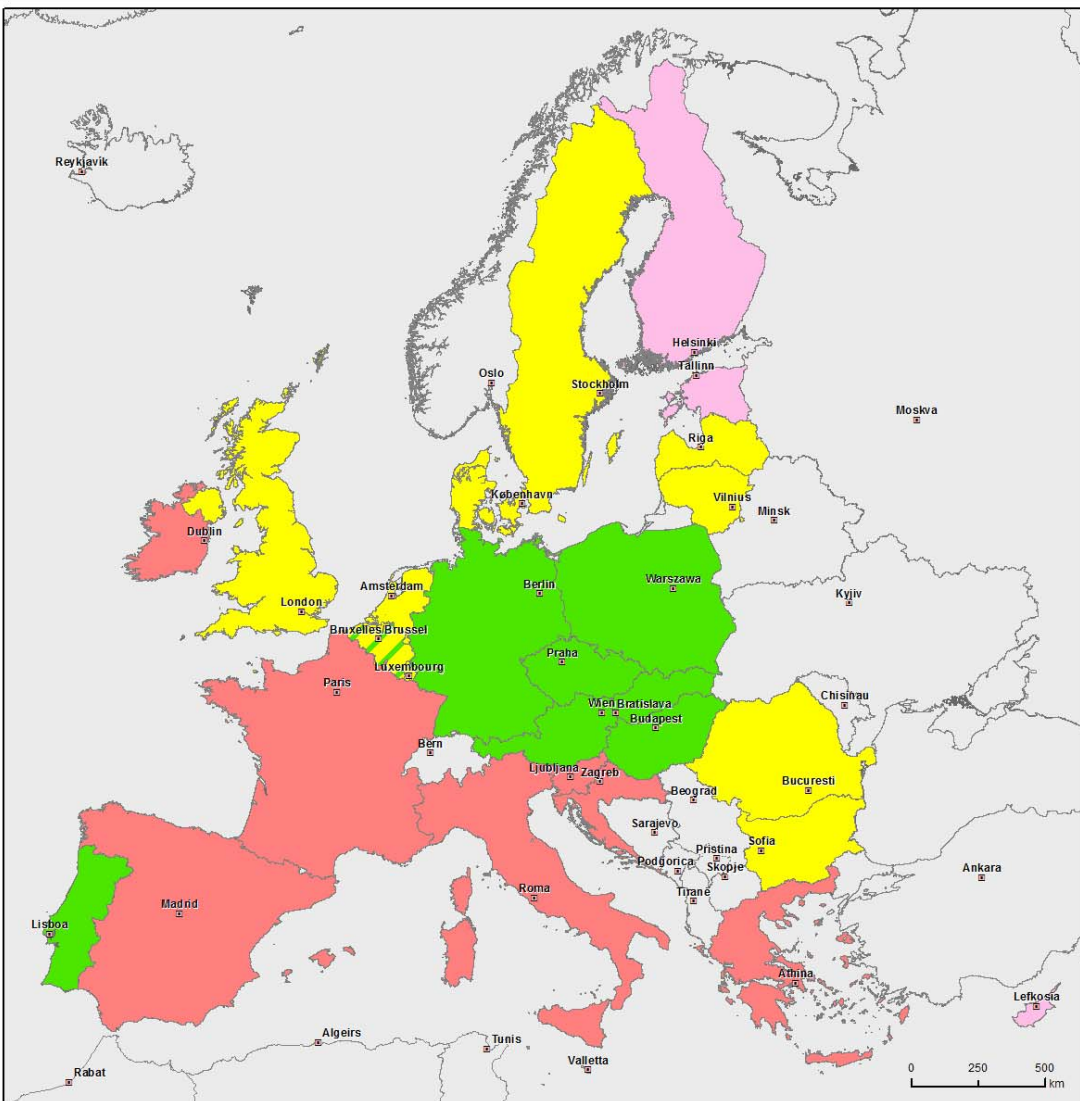 Reykjavik
Helsinki
Tallinn
Oslo
Stockholm
Moskva
Riga
København
Vilnius
Minsk
Dublin
Amsterdam
Berlin
Warszawa
London
Kyjiv
Bruxelles/Brussel
Praha
Luxembourg
Paris
Chisinau
Wien
Bratislava
Budapest
Bern
Ljubljana
Zagreb
Bucuresti
Beograd
Sarajevo
Sofia
Pristina
Podgorica
Skopje
Ankara
Tirane
Roma
Madrid
Lisboa
Athina
Lefkosia
Algeirs
Tunis
Valletta
Rabat
0 250 500
km